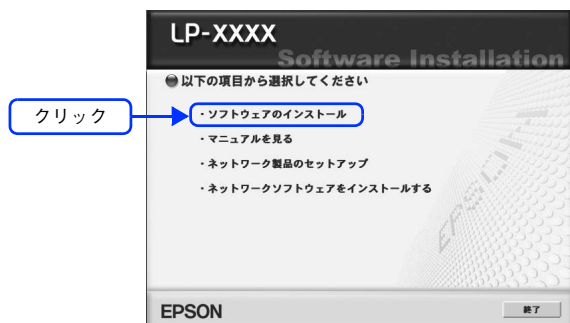 LP-XXXX
Software Installation
以下の項目から選択してください
クリック
・ソフトウェアのインストール
・マニュアルを見る
・ネットワーク製品のセットアップ
・ネットワークソフトウェアをインストールする
EPSON
EPSON
終了